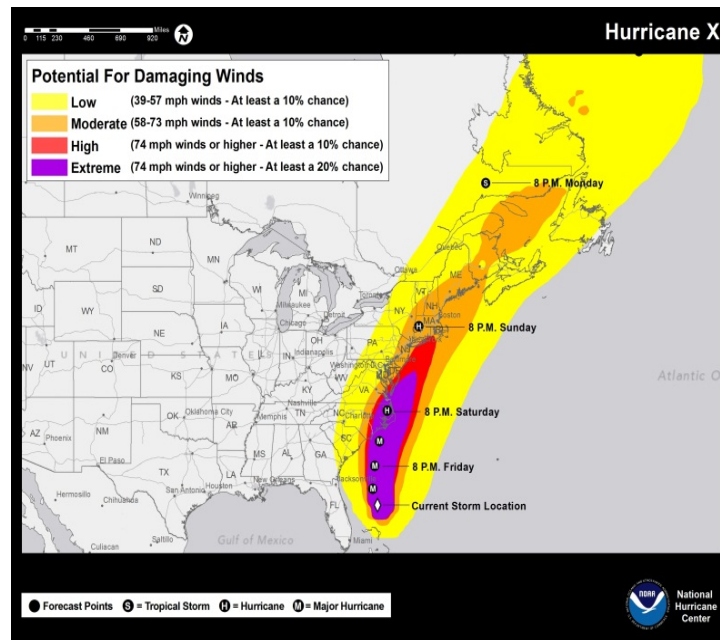 Miles
0 115 230 460 690 920
N
Hurricane X
Potential For Damaging Winds
Low (39-57 mph winds - At least a 10% chance)
Moderate (58-73 mph winds - At least a 10% chance)
High (74 mph winds or higher - At least a 10% chance)
Extreme (74 mph winds or higher - At least a 20% chance)
S 8 P.M. Monday
Winnipeg
Quebec
Ottawa
MT
ND
MN
ME
VT
NH
Toronto
ID
SD
WI
MI
NY
MA
Boston
H 8 P.M. Sunday
WY
Milwaukee
Detroit
Chicago
IA
NE
PA
OH
NV
UT
Denver
UNITED STATES
IL
IN
Indianapolis
Washington D.C.
CO
KS
MO
WV
VA
KY
Atlantic O
Nashville
H 8 P.M. Saturday
OK
Oklahoma City
TN
Memphis
NC
Charlotte
AZ
Phoenix
NM
AR
SC
M
MS
AL
GA
El Paso
TX
LA
M 8 P.M. Friday
Hermosillo
Chihuahua
San Antonio
Houston
New Orleans
Jackson
M
FL
Current Storm Location
Gulf of Mexico
Miami
Culiacan
Saltillo
Forecast Points S = Tropical Storm H = Hurricane M = Major Hurricane
NOAA
National
Hurricane
Center